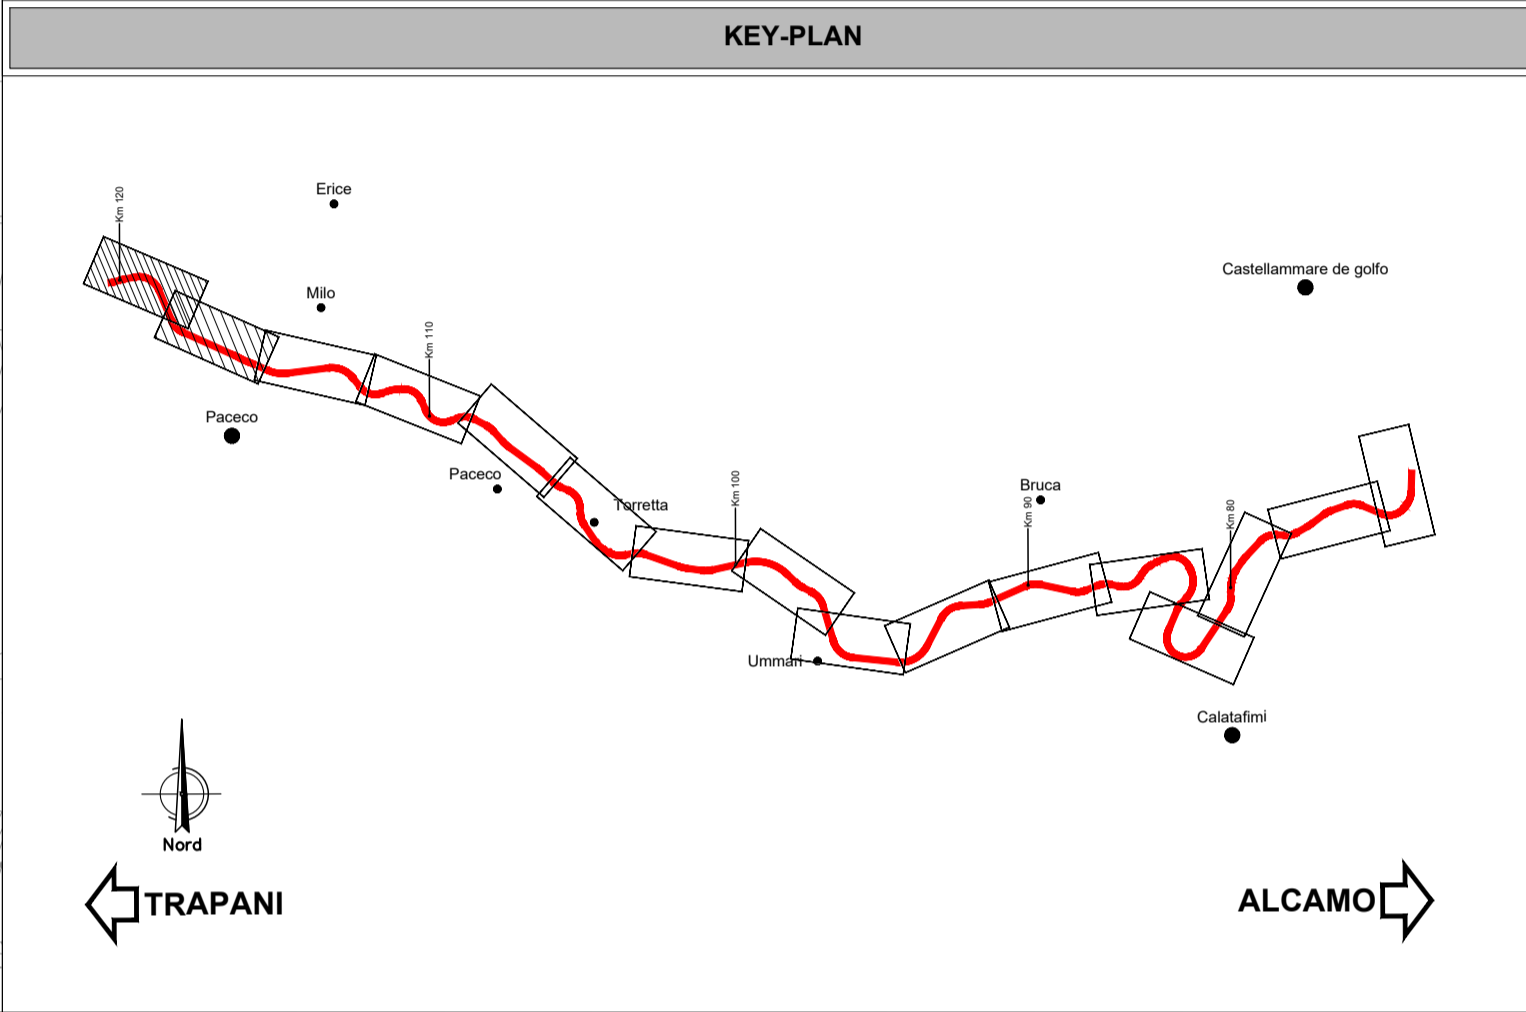 KEY-PLAN
Erice
Km 120
Castellammare de golfo
Milo
Km 110
Paceco
Paceco
Torretta
Km 100
Bruca
Km 90
Km 80
Ummari
Calatafimi
Nord
TRAPANI
ALCAMO